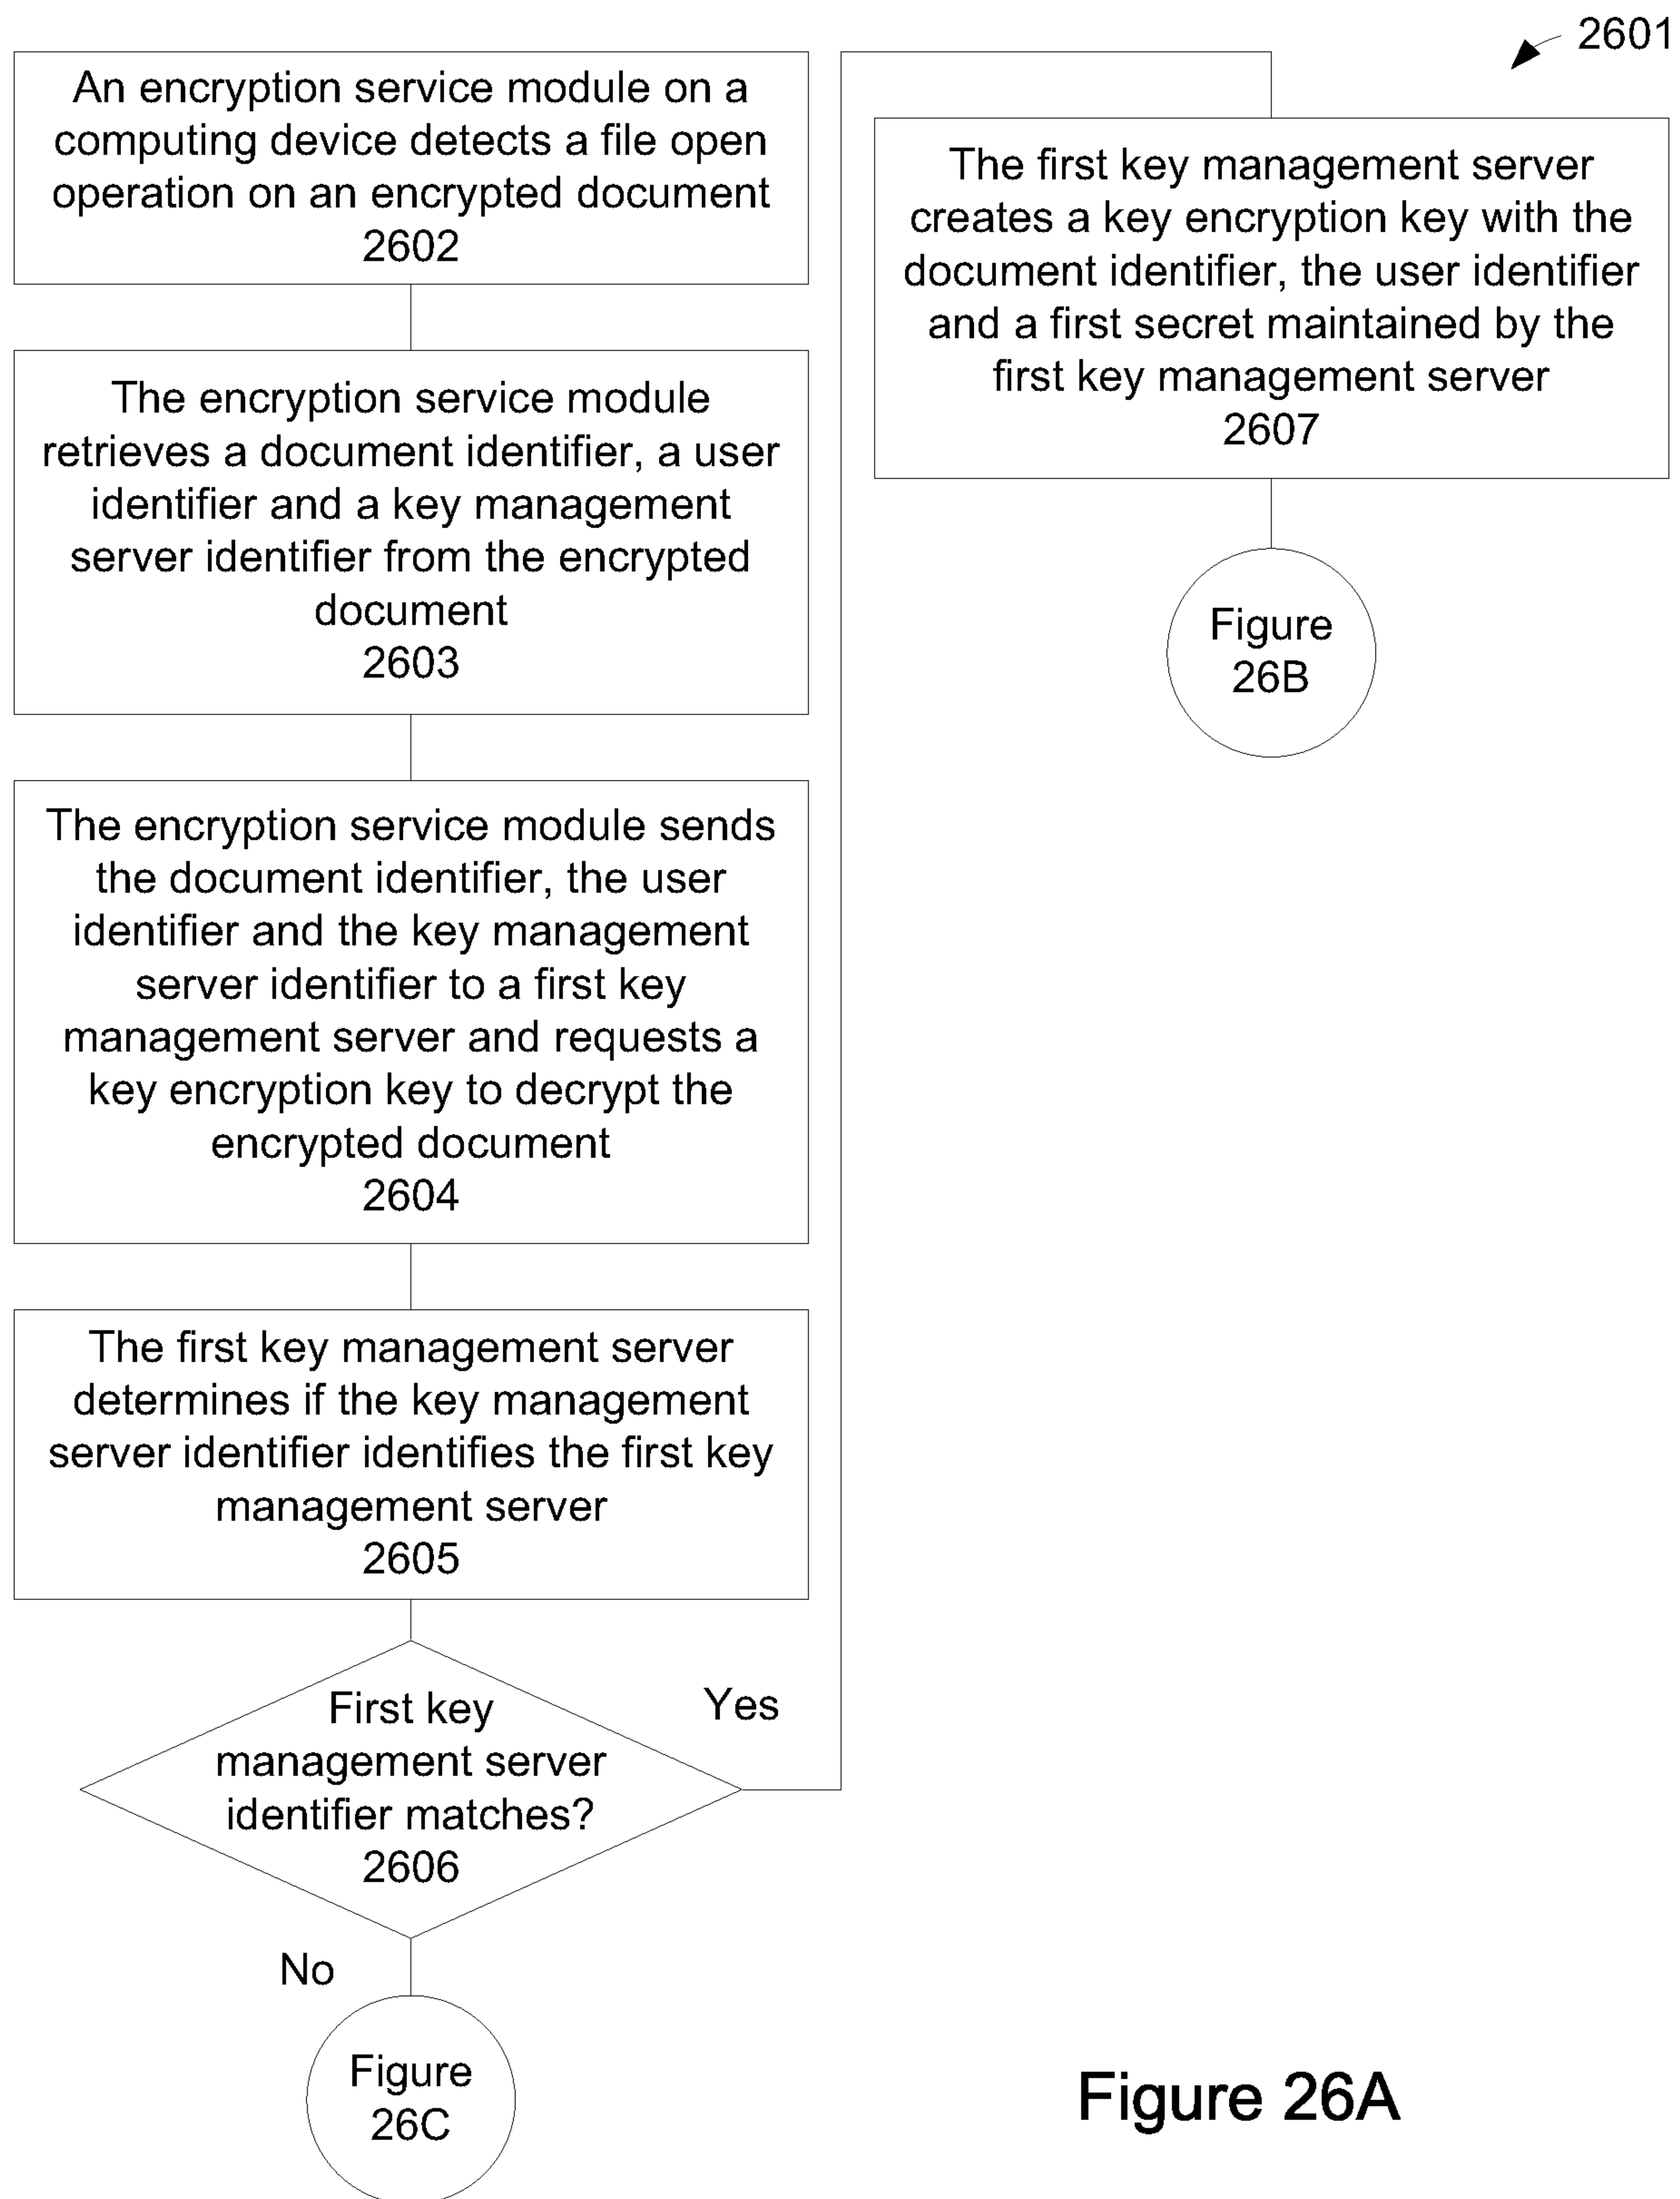 2601
An encryption service module on a
computing device detects a file open
operation on an encrypted document
2602
The encryption service module
retrieves a document identifier, a user
identifier and a key management
server identifier from the encrypted
document
2603
The encryption service module sends
the document identifier, the user
identifier and the key management
server identifier to a first key
management server and requests a
key encryption key to decrypt the
encrypted document
2604
The first key management server
determines if the key management
server identifier identifies the first key
management server
2605
First key
management server
identifier matches?
2606
Yes
No
Figure
26C
The first key management server
creates a key encryption key with the
document identifier, the user identifier
and a first secret maintained by the
first key management server
2607
Figure
26B
Figure 26A